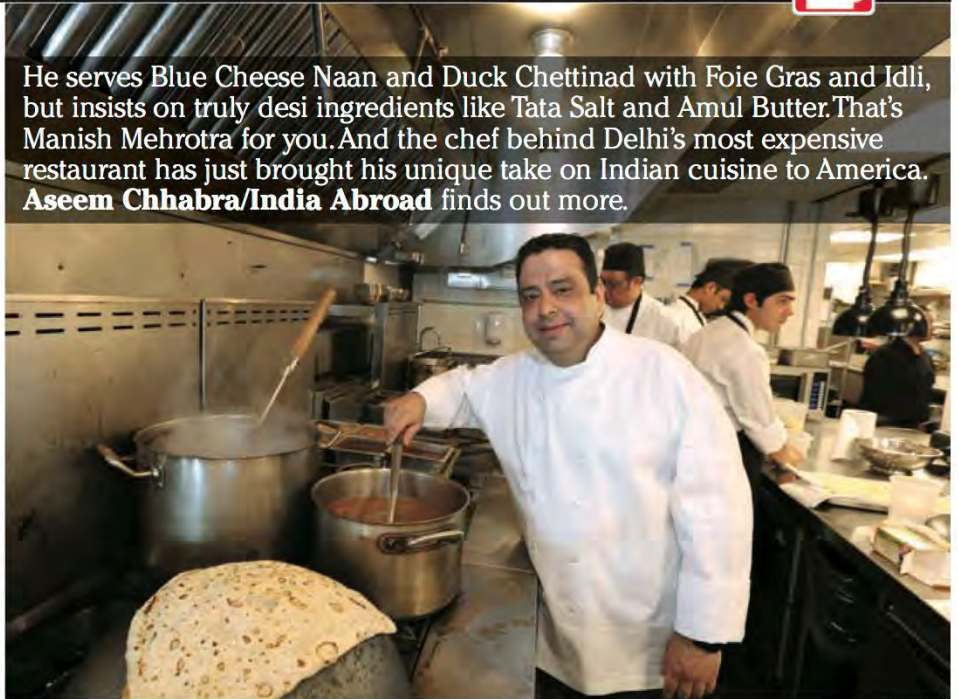 He serves Blue Cheese Naan and Duck Chettinad with Foie Gras and Idli,
but insists on truly desi ingredients like Tata Salt and Amul Butter.That's
Manish Mehrotra for you.And the chef behind Delhi's most expensive
restaurant has just brought his unique take on Indian cuisine to America.
Aseem Chhabra/India Abroad finds out more.